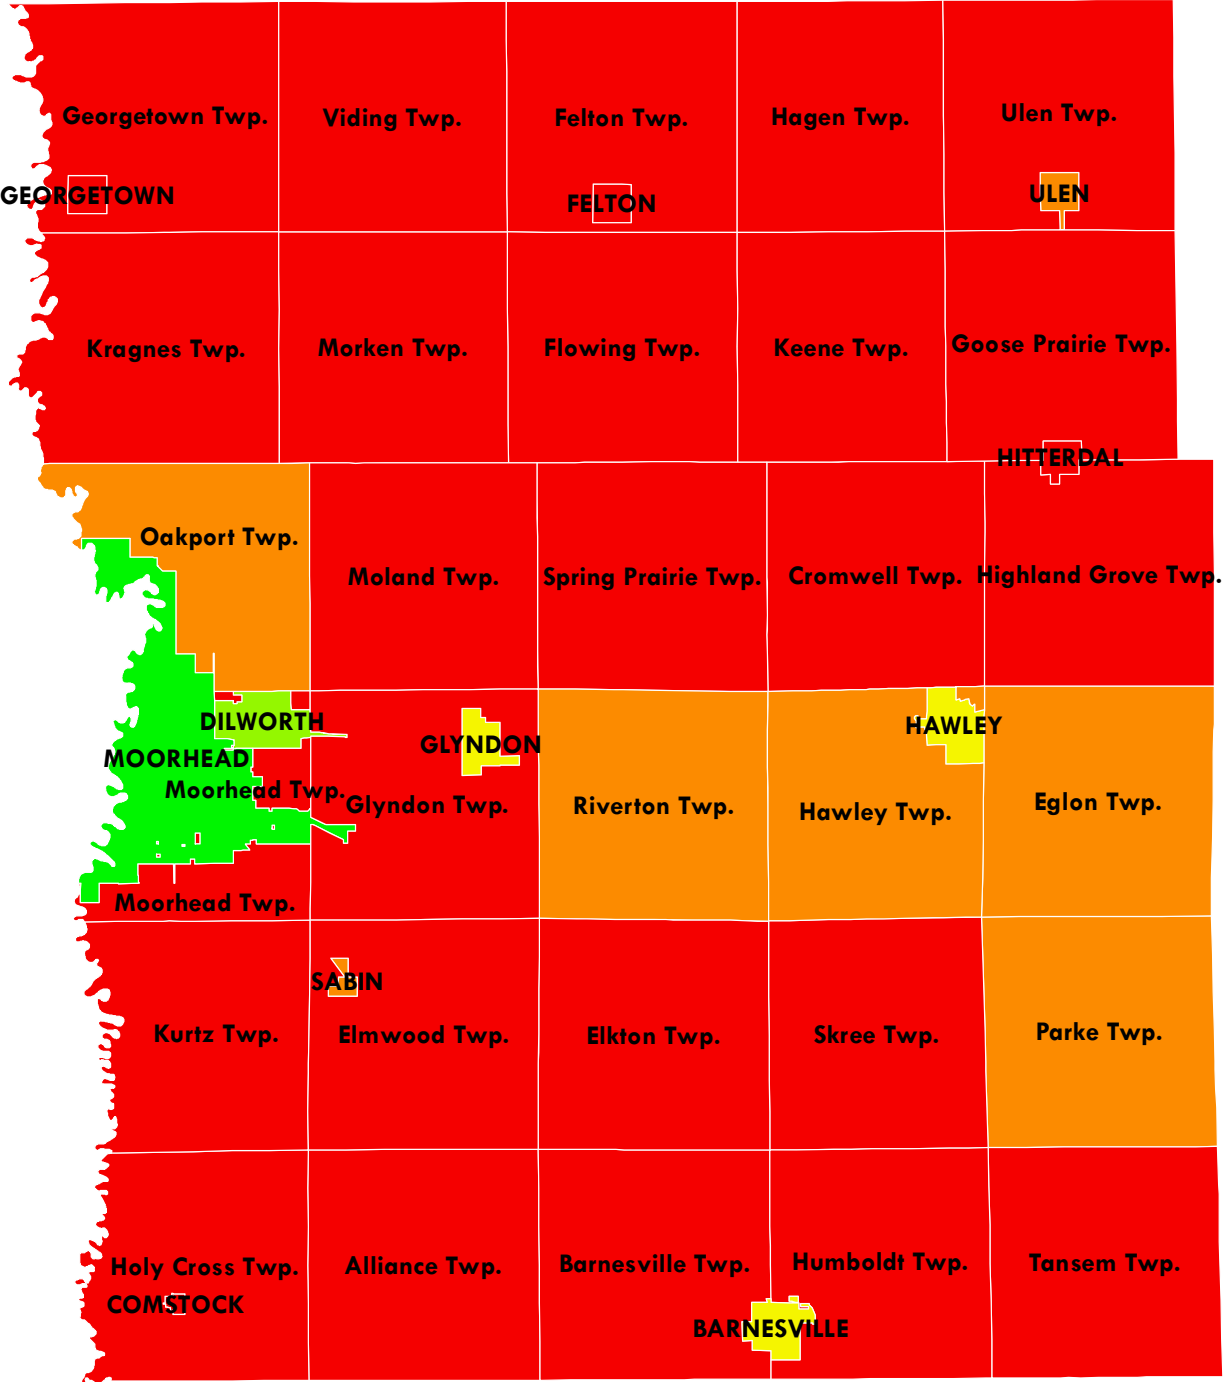 Georgetown Twp.
Viding Twp.
Felton Twp.
Hagen Twp.
Ulen Twp.
GEORGETOWN
FELTON
ULEN
Kragnes Twp.
Morken Twp.
Flowing Twp.
Keene Twp.
Goose Prairie Twp.
HITTERDAL
Oakport Twp.
Moland Twp.
Spring Prairie Twp.
Cromwell Twp.
Highland Grove Twp.
DILWORTH
GLYNDON
HAWLEY
MOORHEAD
Moorhead Twp.
Glyndon Twp.
Riverton Twp.
Hawley Twp.
Eglon Twp.
Moorhead Twp.
SABIN
Kurtz Twp.
Elmwood Twp.
Elkton Twp.
Skree Twp.
Parke Twp.
Holy Cross Twp.
Alliance Twp.
Barnesville Twp.
Humboldt Twp.
Tansem Twp.
COMSTOCK
BARNESVILLE